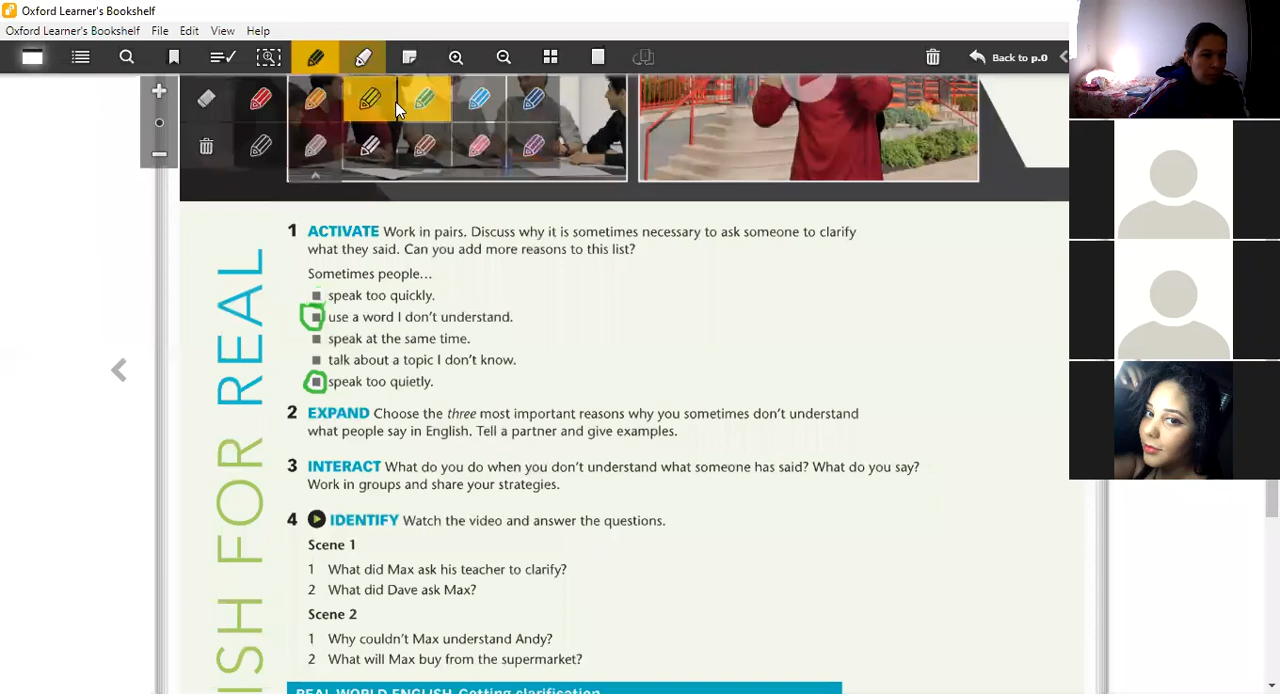 Oxford Learner's Bookshelf
Oxford Learner's Bookshelf File Edit View Help
Back to p.0
ISH FOR REAL
1 ACTIVATE Work in pairs. Discuss why it is sometimes necessary to ask someone to clarify
what they said. Can you add more reasons to this list?
Sometimes people…
speak too quickly.
use a word I don't understand.
speak at the same time.
talk about a topic I don't know.
speak too quietly.
2 EXPAND Choose the three most important reasons why you sometimes don't understand
what people say in English. Tell a partner and give examples.
3 INTERACT What do you do when you don't understand what someone has said? What do you say?
Work in groups and share your strategies.
4 IDENTIFY Watch the video and answer the questions.
Scene 1
1 What did Max ask his teacher to clarify?
2 What did Dave ask Max?
Scene 2
1 Why couldn't Max understand Andy?
2 What will Max buy from the supermarket?
REAL-WORLD ENGLISH Getting clarification